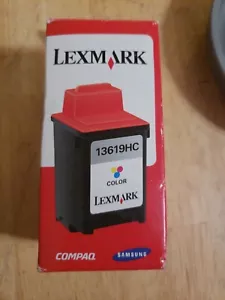 LEXMARK
13619HC
COLOR
LEXMARK
COMPAQ SAMSUNG